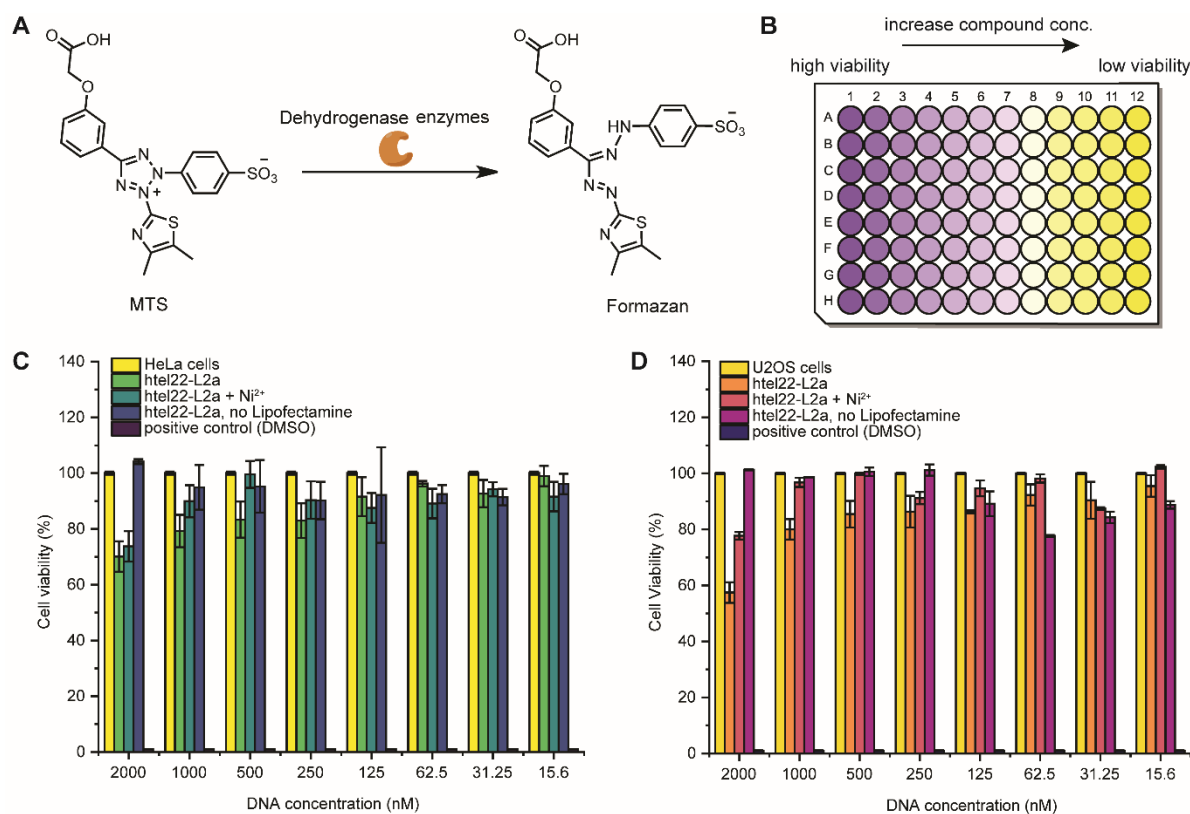 A
OH
O
O
N
N
N
N
+
SO3
-
N
S
MTS
Dehydrogenase enzymes
OH
O
O
HN
N
N
N
SO3
-
N
S
Formazan
B
increase compound conc.
high viability
low viability
1 2 3 4 5 6 7 8 9 10 11 12
A
B
C
D
E
F
G
H
C
HeLa cells
htel22-L2a
htel22-L2a + Ni²⁺
htel22-L2a, no Lipofectamine
positive control (DMSO)
Cell viability (%)
140
120
100
80
60
40
20
0
2000 1000 500 250 125 62.5 31.25 15.6
DNA concentration (nM)
D
U2OS cells
htel22-L2a
htel22-L2a + Ni²⁺
htel22-L2a, no Lipofectamine
positive control (DMSO)
Cell Viability (%)
140
120
100
80
60
40
20
0
2000 1000 500 250 125 62.5 31.25 15.6
DNA concentration (nM)